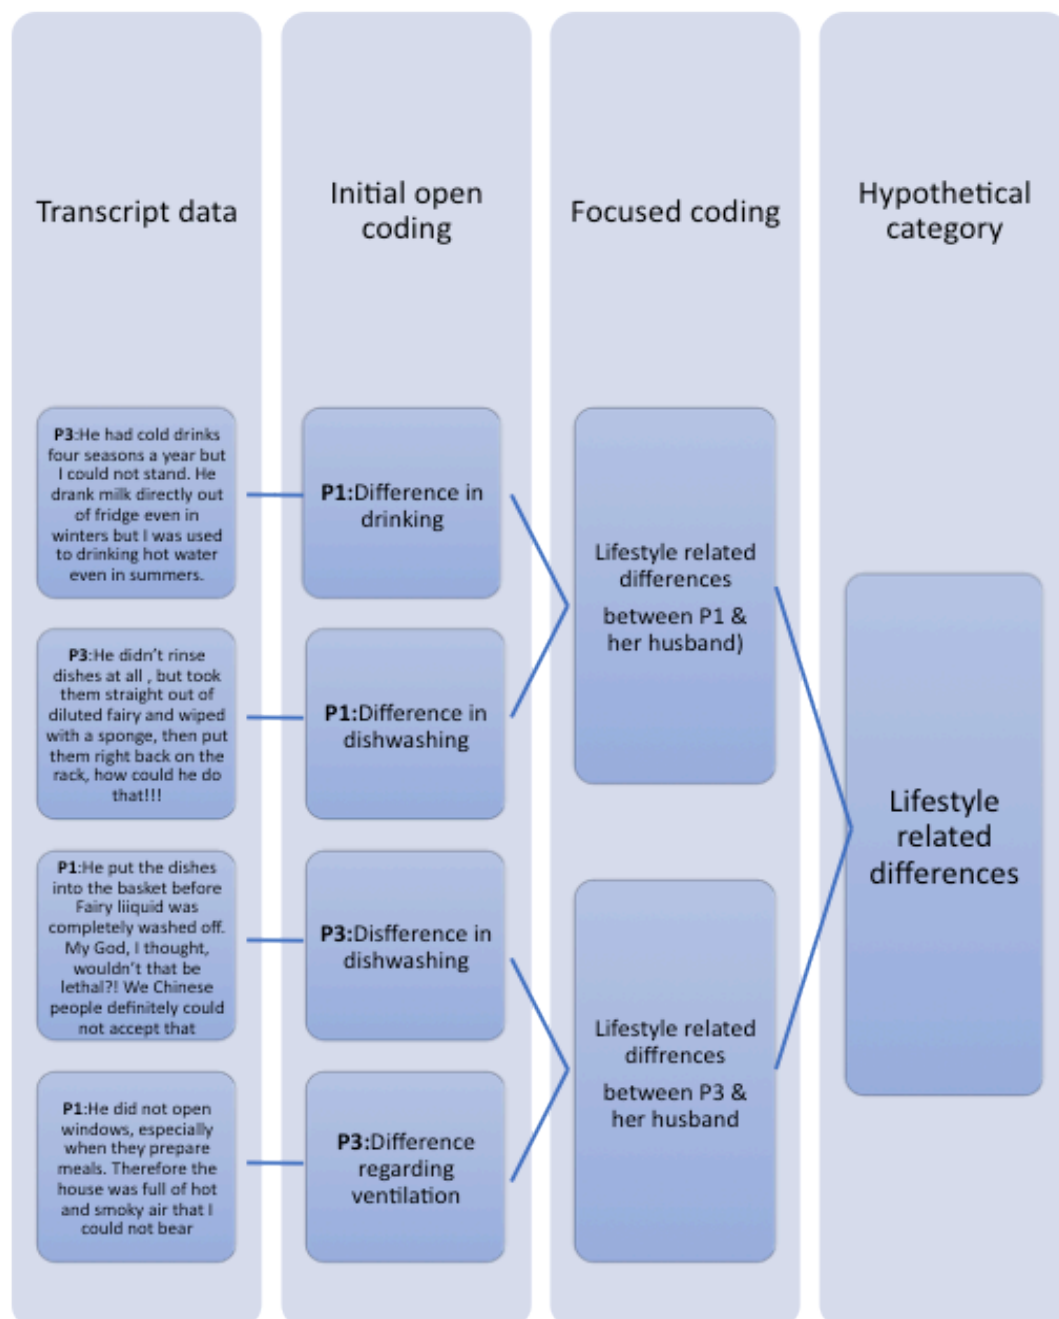 Transcript data
Initial open
coding
Focused coding
Hypothetical
category
P3:He had cold drinks
four seasons a year but
I could not stand. He
drank milk directly out
of fridge even in
winters but I was used
to drinking hot water
even in summers.
P1:Difference in
drinking
P3:He didn't rinse
dishes at all , but took
them straight out of
diluted fairy and wiped
with a sponge, then put
them right back on the
rack, how could he do
that!!!
P1:Difference in
dishwashing
Lifestyle related
differences
between P1 &
her husband)
P1:He put the dishes
into the basket before
Fairy liiquid was
completely washed off.
My God, I thought,
wouldn't that be
lethal?! We Chinese
people definitely could
not accept that
P3:Disfference in
dishwashing
P1:He did not open
windows, especially
when they prepare
meals. Therefore the
house was full of hot
and smoky air that I
could not bear
P3:Difference
regarding
ventilation
Lifestyle related
diffrences
between P3 &
her husband
Lifestyle
related
differences